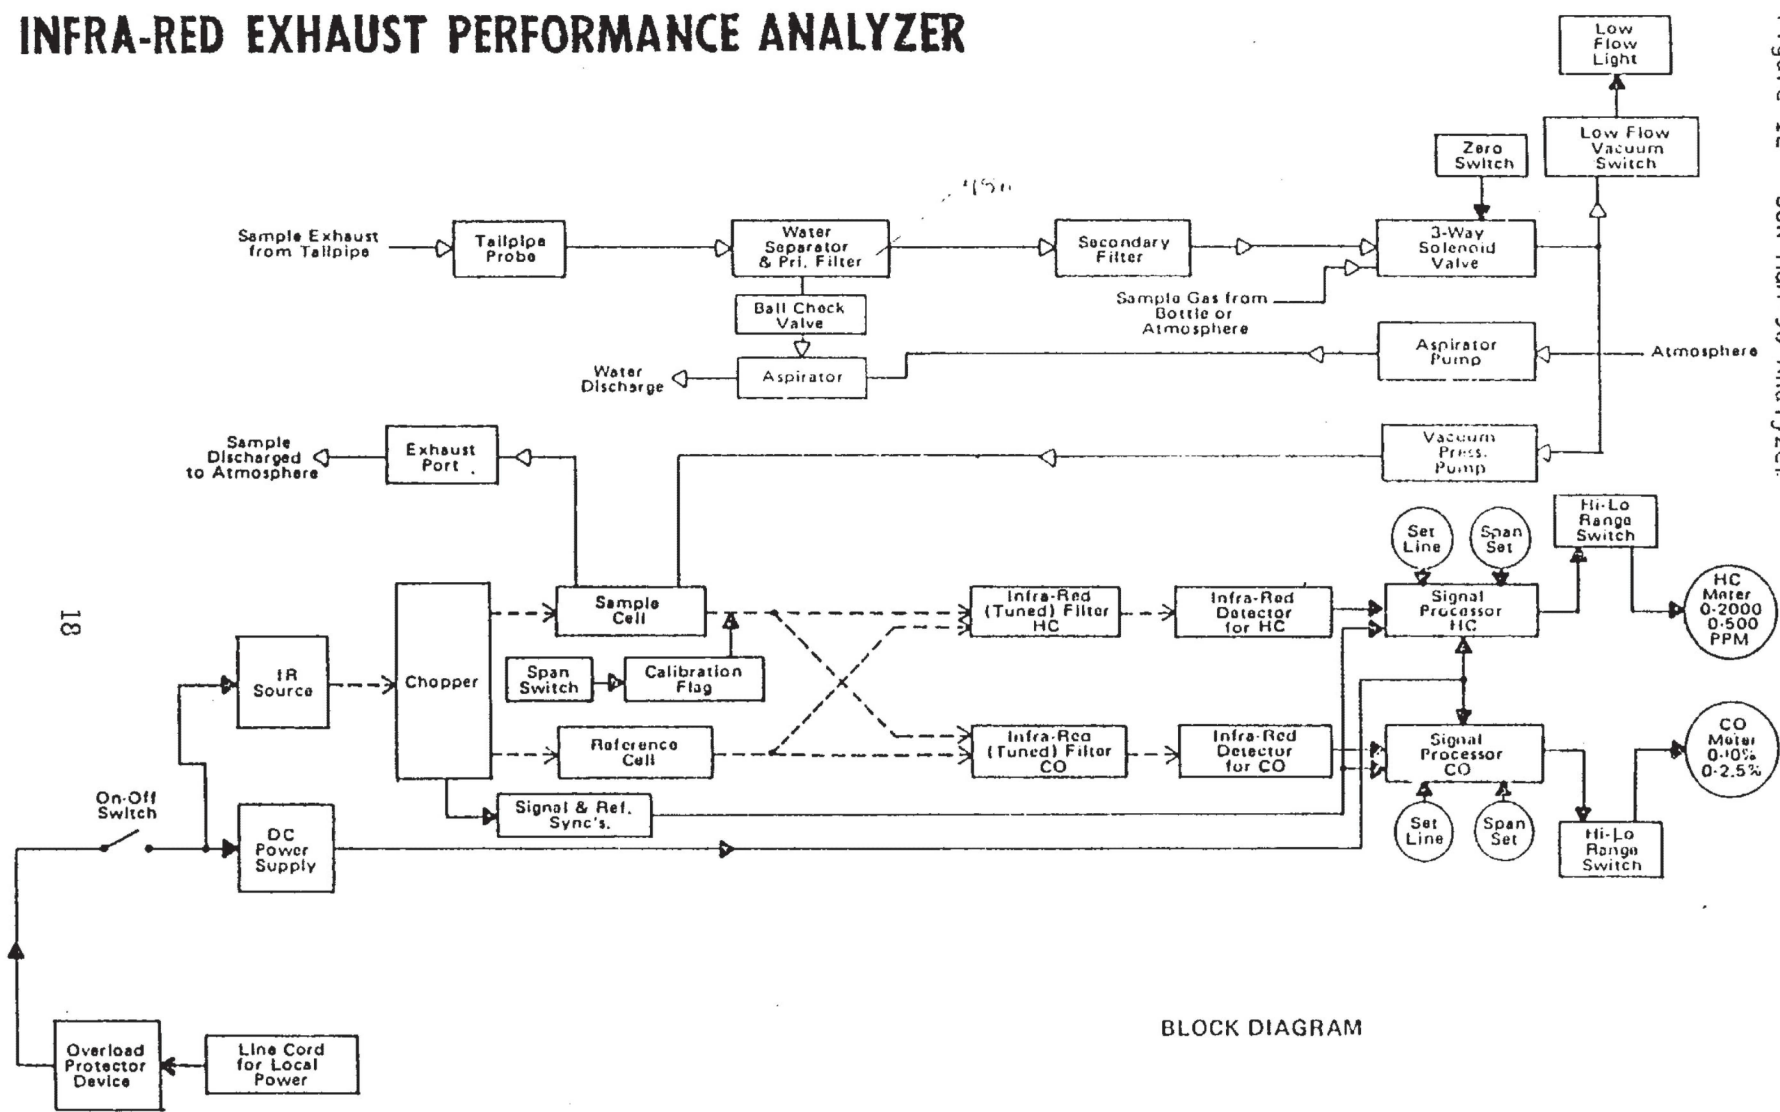 INFRA-RED EXHAUST PERFORMANCE ANALYZER
Low
Flow
Light
Low Flow
Vacuum
Switch
Zero
Switch
Sample Exhaust
from Tailpipe
Tailpipe
Probe
Water
Separator
& Pri. Filter
Secondary
Filter
3-Way
Solenoid
Valve
Sample Gas from
Bottle or
Atmosphere
Ball Check
Valve
Aspirator
Pump
Atmosphere
Water
Discharge
Aspirator
Sample
Discharged
to Atmosphere
Exhaust
Port
Vacuum
Press.
Pump
Set
Line
Span
Set
Hi-Lo
Range
Switch
18
IR
Source
Chopper
Sample
Cell
Infra-Red
(Tuned) Filter
HC
Infra-Red
Detector
for HC
Signal
Processor
HC
HC
Meter
0-2000
0-500
PPM
Span
Switch
Calibration
Flag
Reference
Cell
Infra-Red
(Tuned) Filter
CO
Infra-Red
Detector
for CO
Signal
Processor
CO
CO
Meter
0-10%
0-2.5%
On-Off
Switch
DC
Power
Supply
Signal & Ref.
Sync's.
Set
Line
Span
Set
Hi-Lo
Range
Switch
Overload
Protector
Device
Line Cord
for Local
Power
BLOCK DIAGRAM